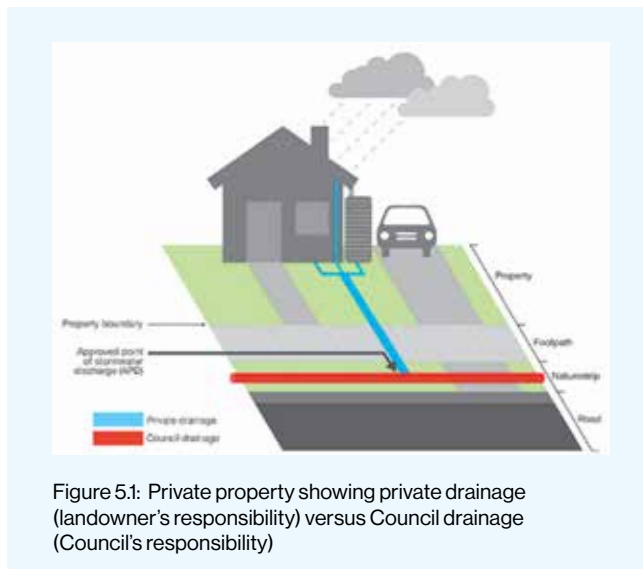 Property
Property boundary
Footpath
Approved point
of stormwater
discharge (APD)
Naturestrip
Road
Private drainage
Council drainage
Figure 5.1: Private property showing private drainage
(landowner’s responsibility) versus Council drainage
(Council’s responsibility)